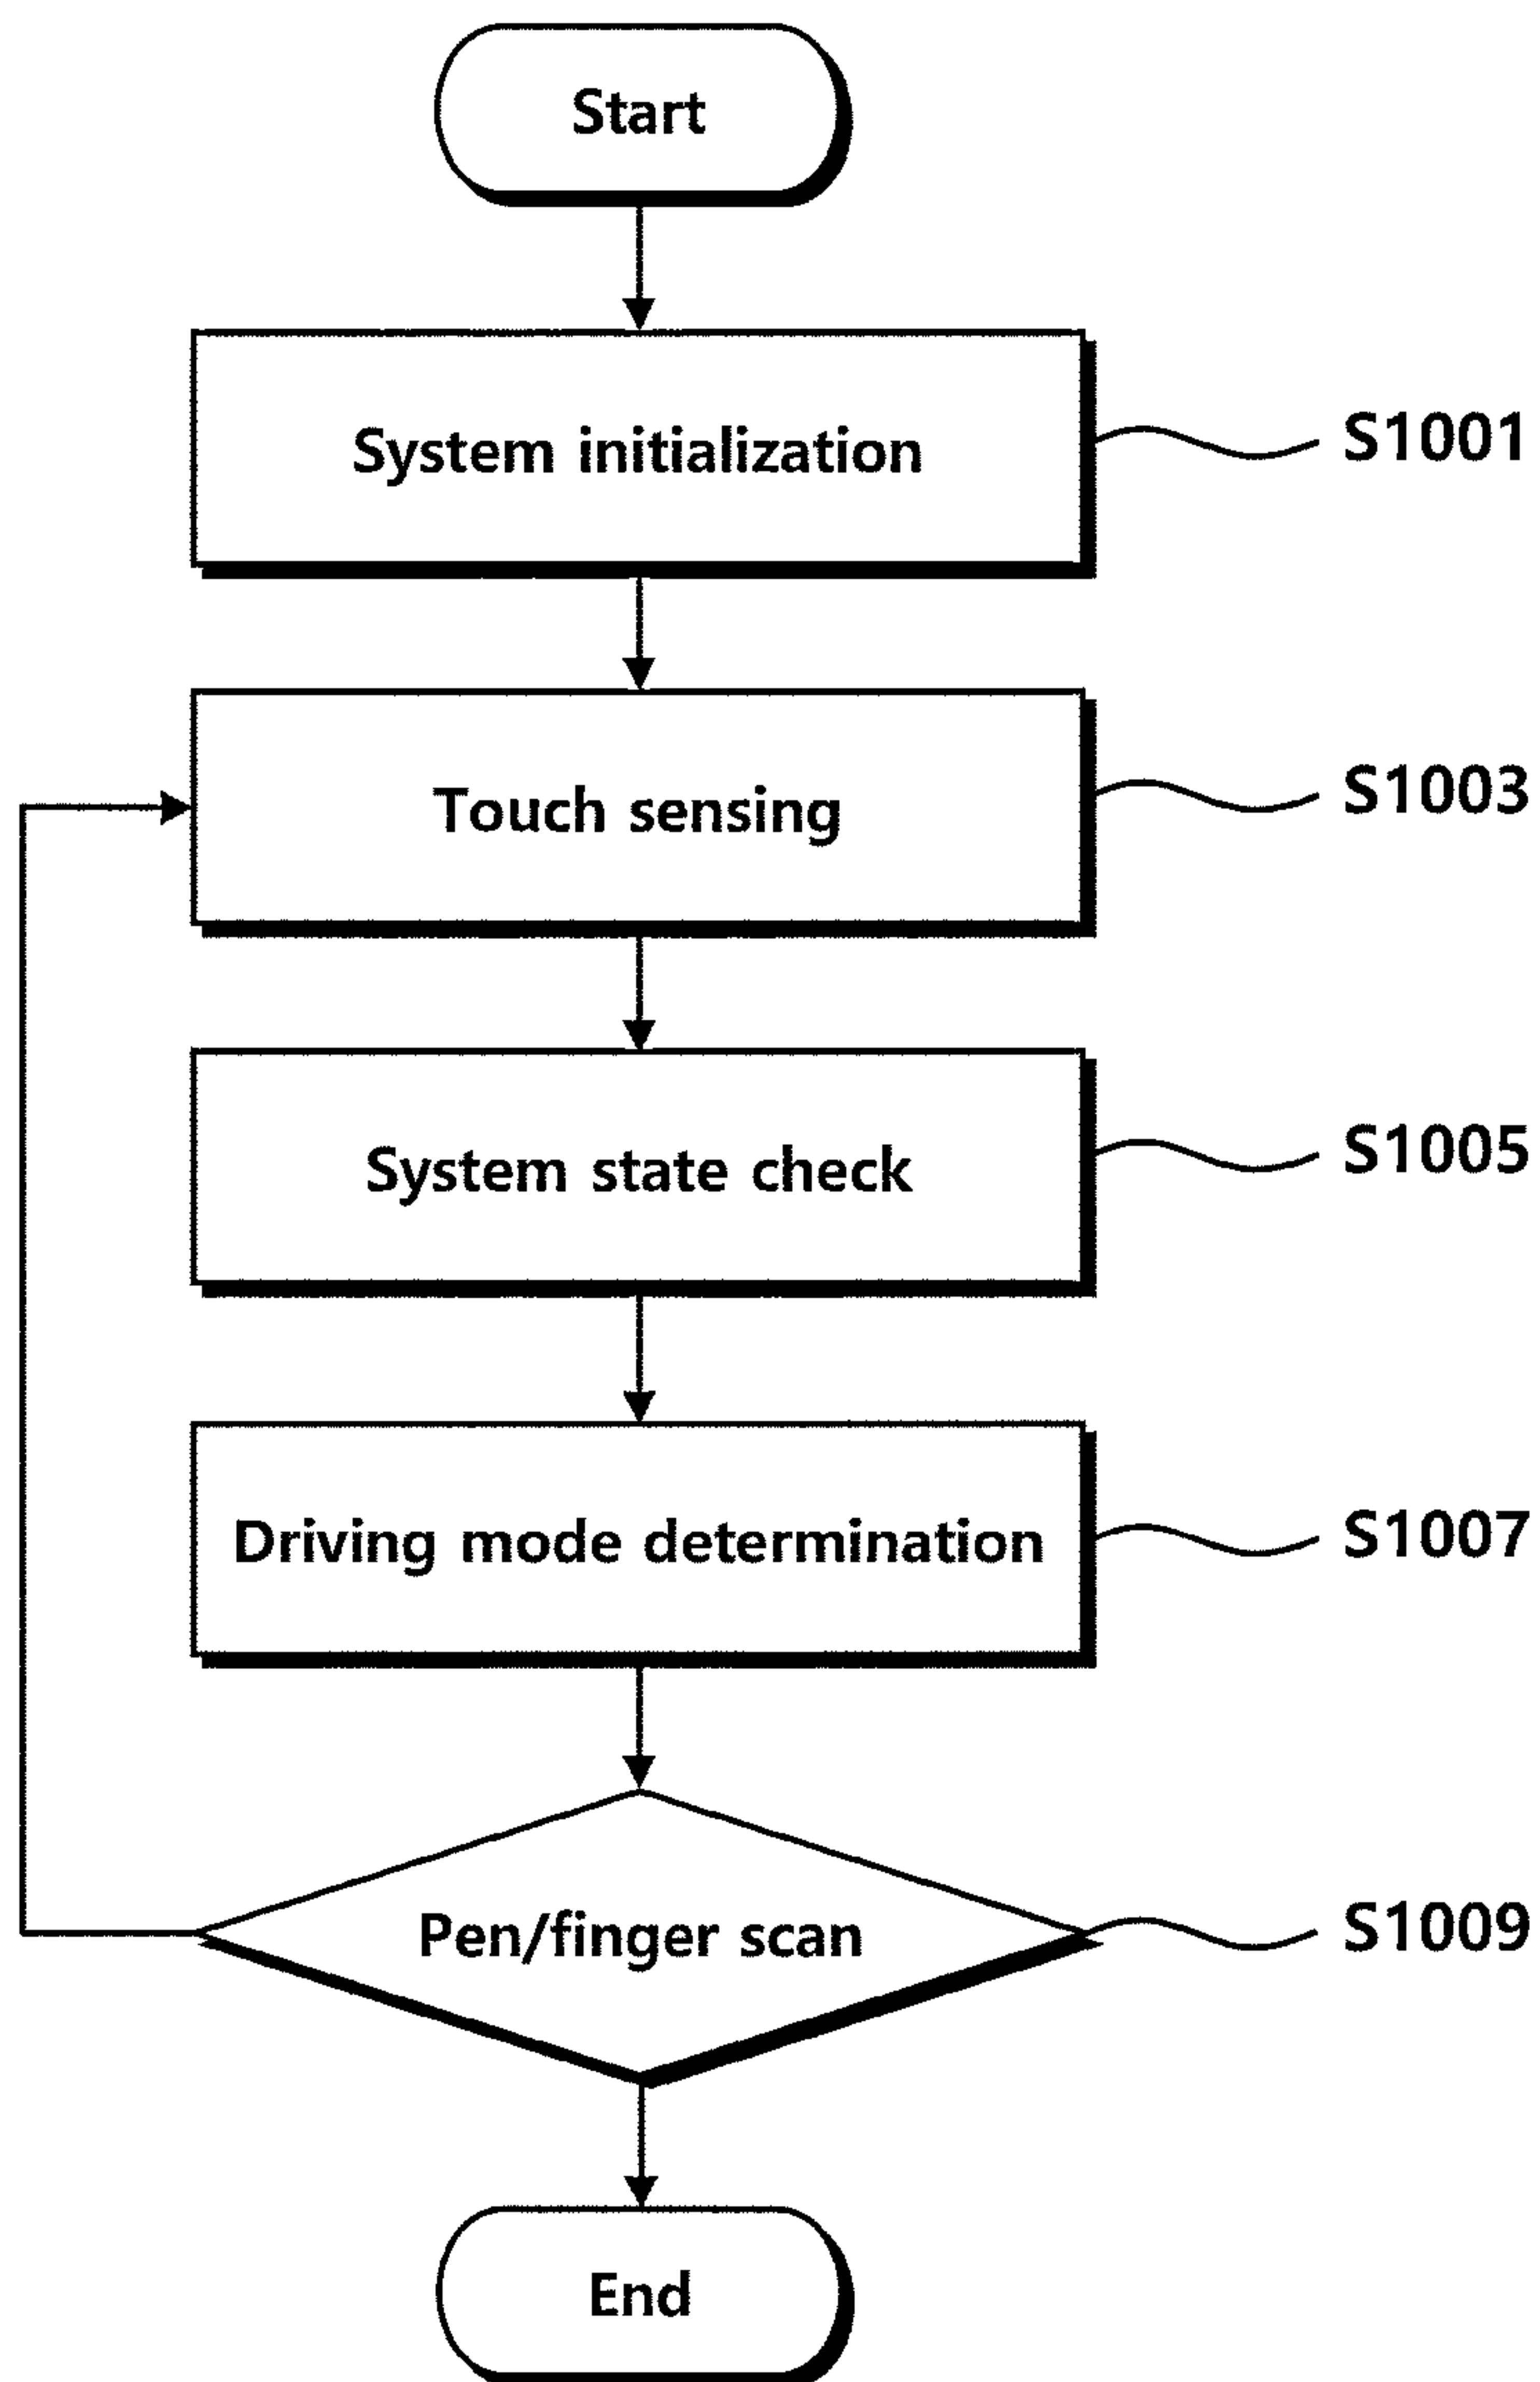 Start
System initialization
S1001
Touch sensing
S1003
System state check
S1005
Driving mode determination
S1007
Pen/finger scan
S1009
End